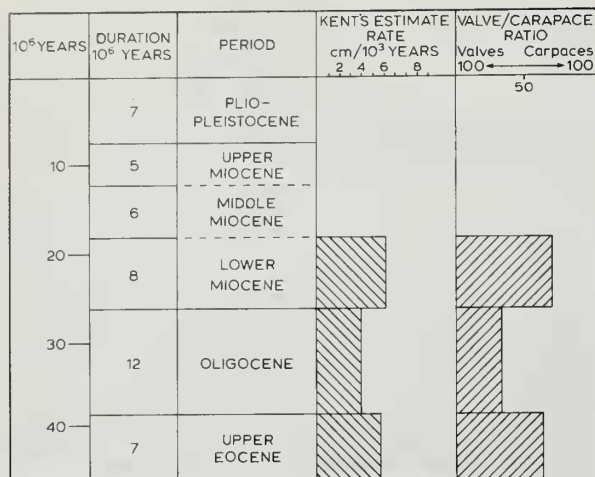 10⁶ YEARS
DURATION
10⁶ YEARS
PERIOD
KENT'S ESTIMATE
RATE
cm/10³ YEARS
2 4 6 8
VALVE/CARAPACE
RATIO
Valves Carpaces
100 100
50
7
PLIO-
PLEISTOCENE
10
5
UPPER
MIOCENE
6
MIDDLE
MIOCENE
20
8
LOWER
MIOCENE
30
12
OLIGOCENE
40
7
UPPER
EOCENE